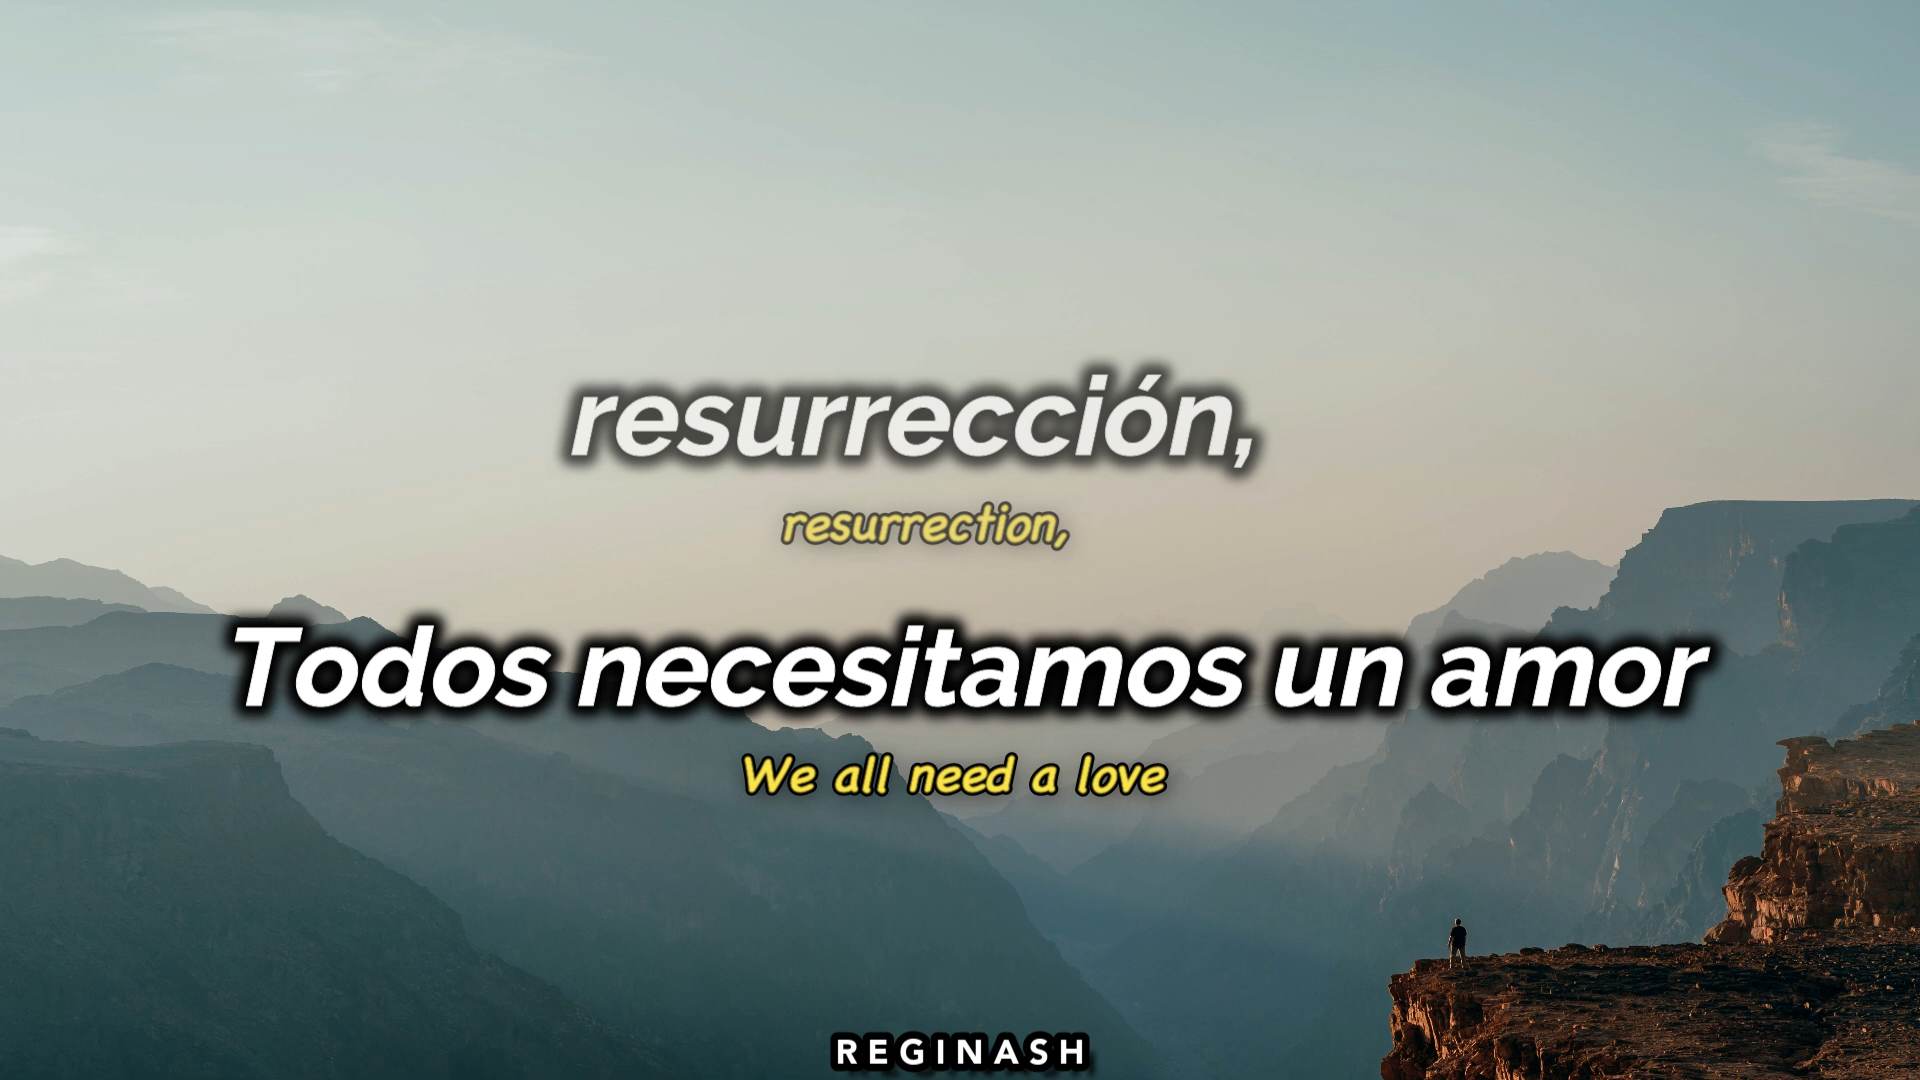 resurrección,
resurrection,
Todos necesitamos un amor
We all need a love
REGINASH